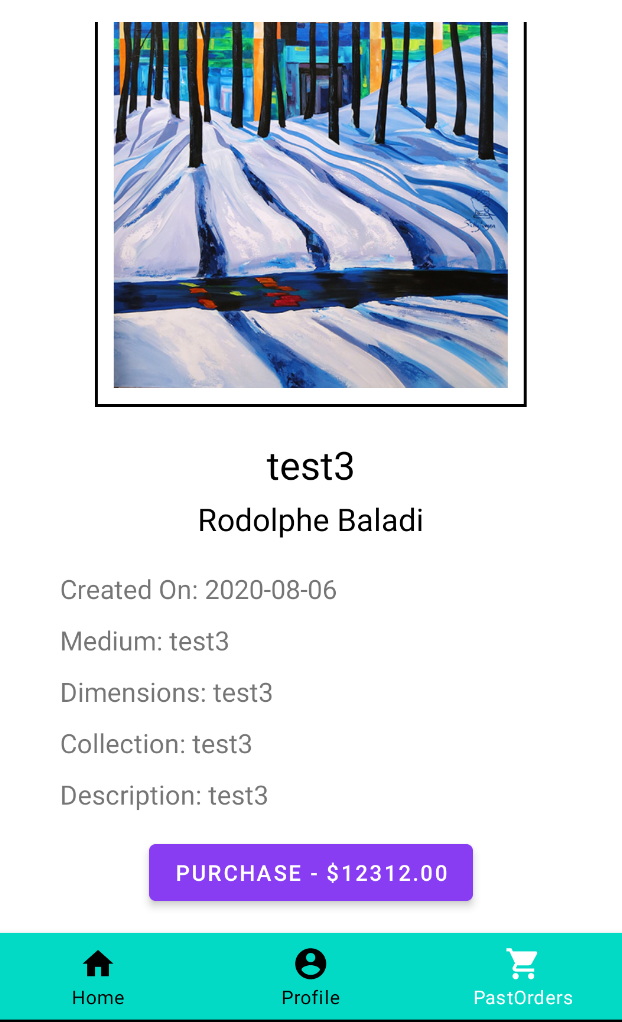 test3
Rodolphe Baladi
Created On: 2020-08-06
Medium: test3
Dimensions: test3
Collection: test3
Description: test3
PURCHASE - $12312.00
Home Profile PastOrders